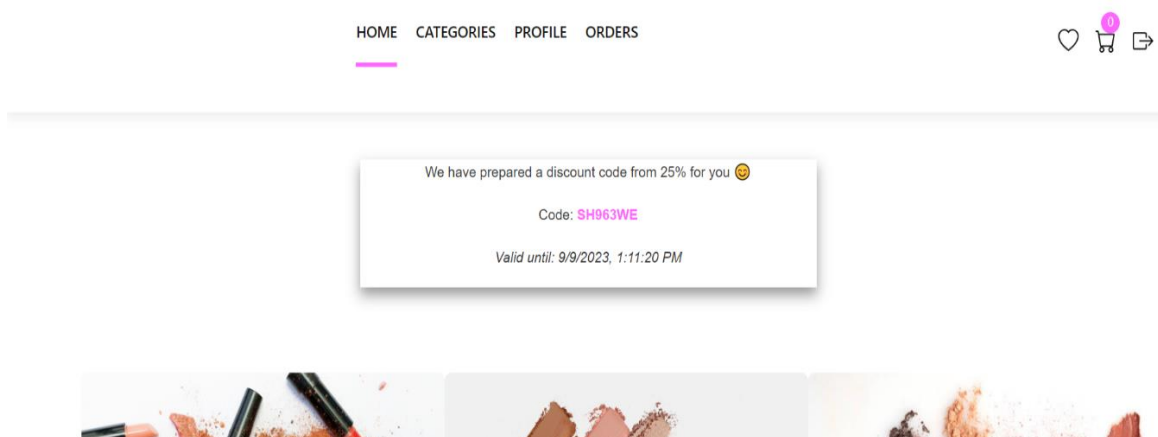 HOME CATEGORIES PROFILE ORDERS
0
We have prepared a discount code from 25% for you 😊
Code: SH963WE
Valid until: 9/9/2023, 1:11:20 PM